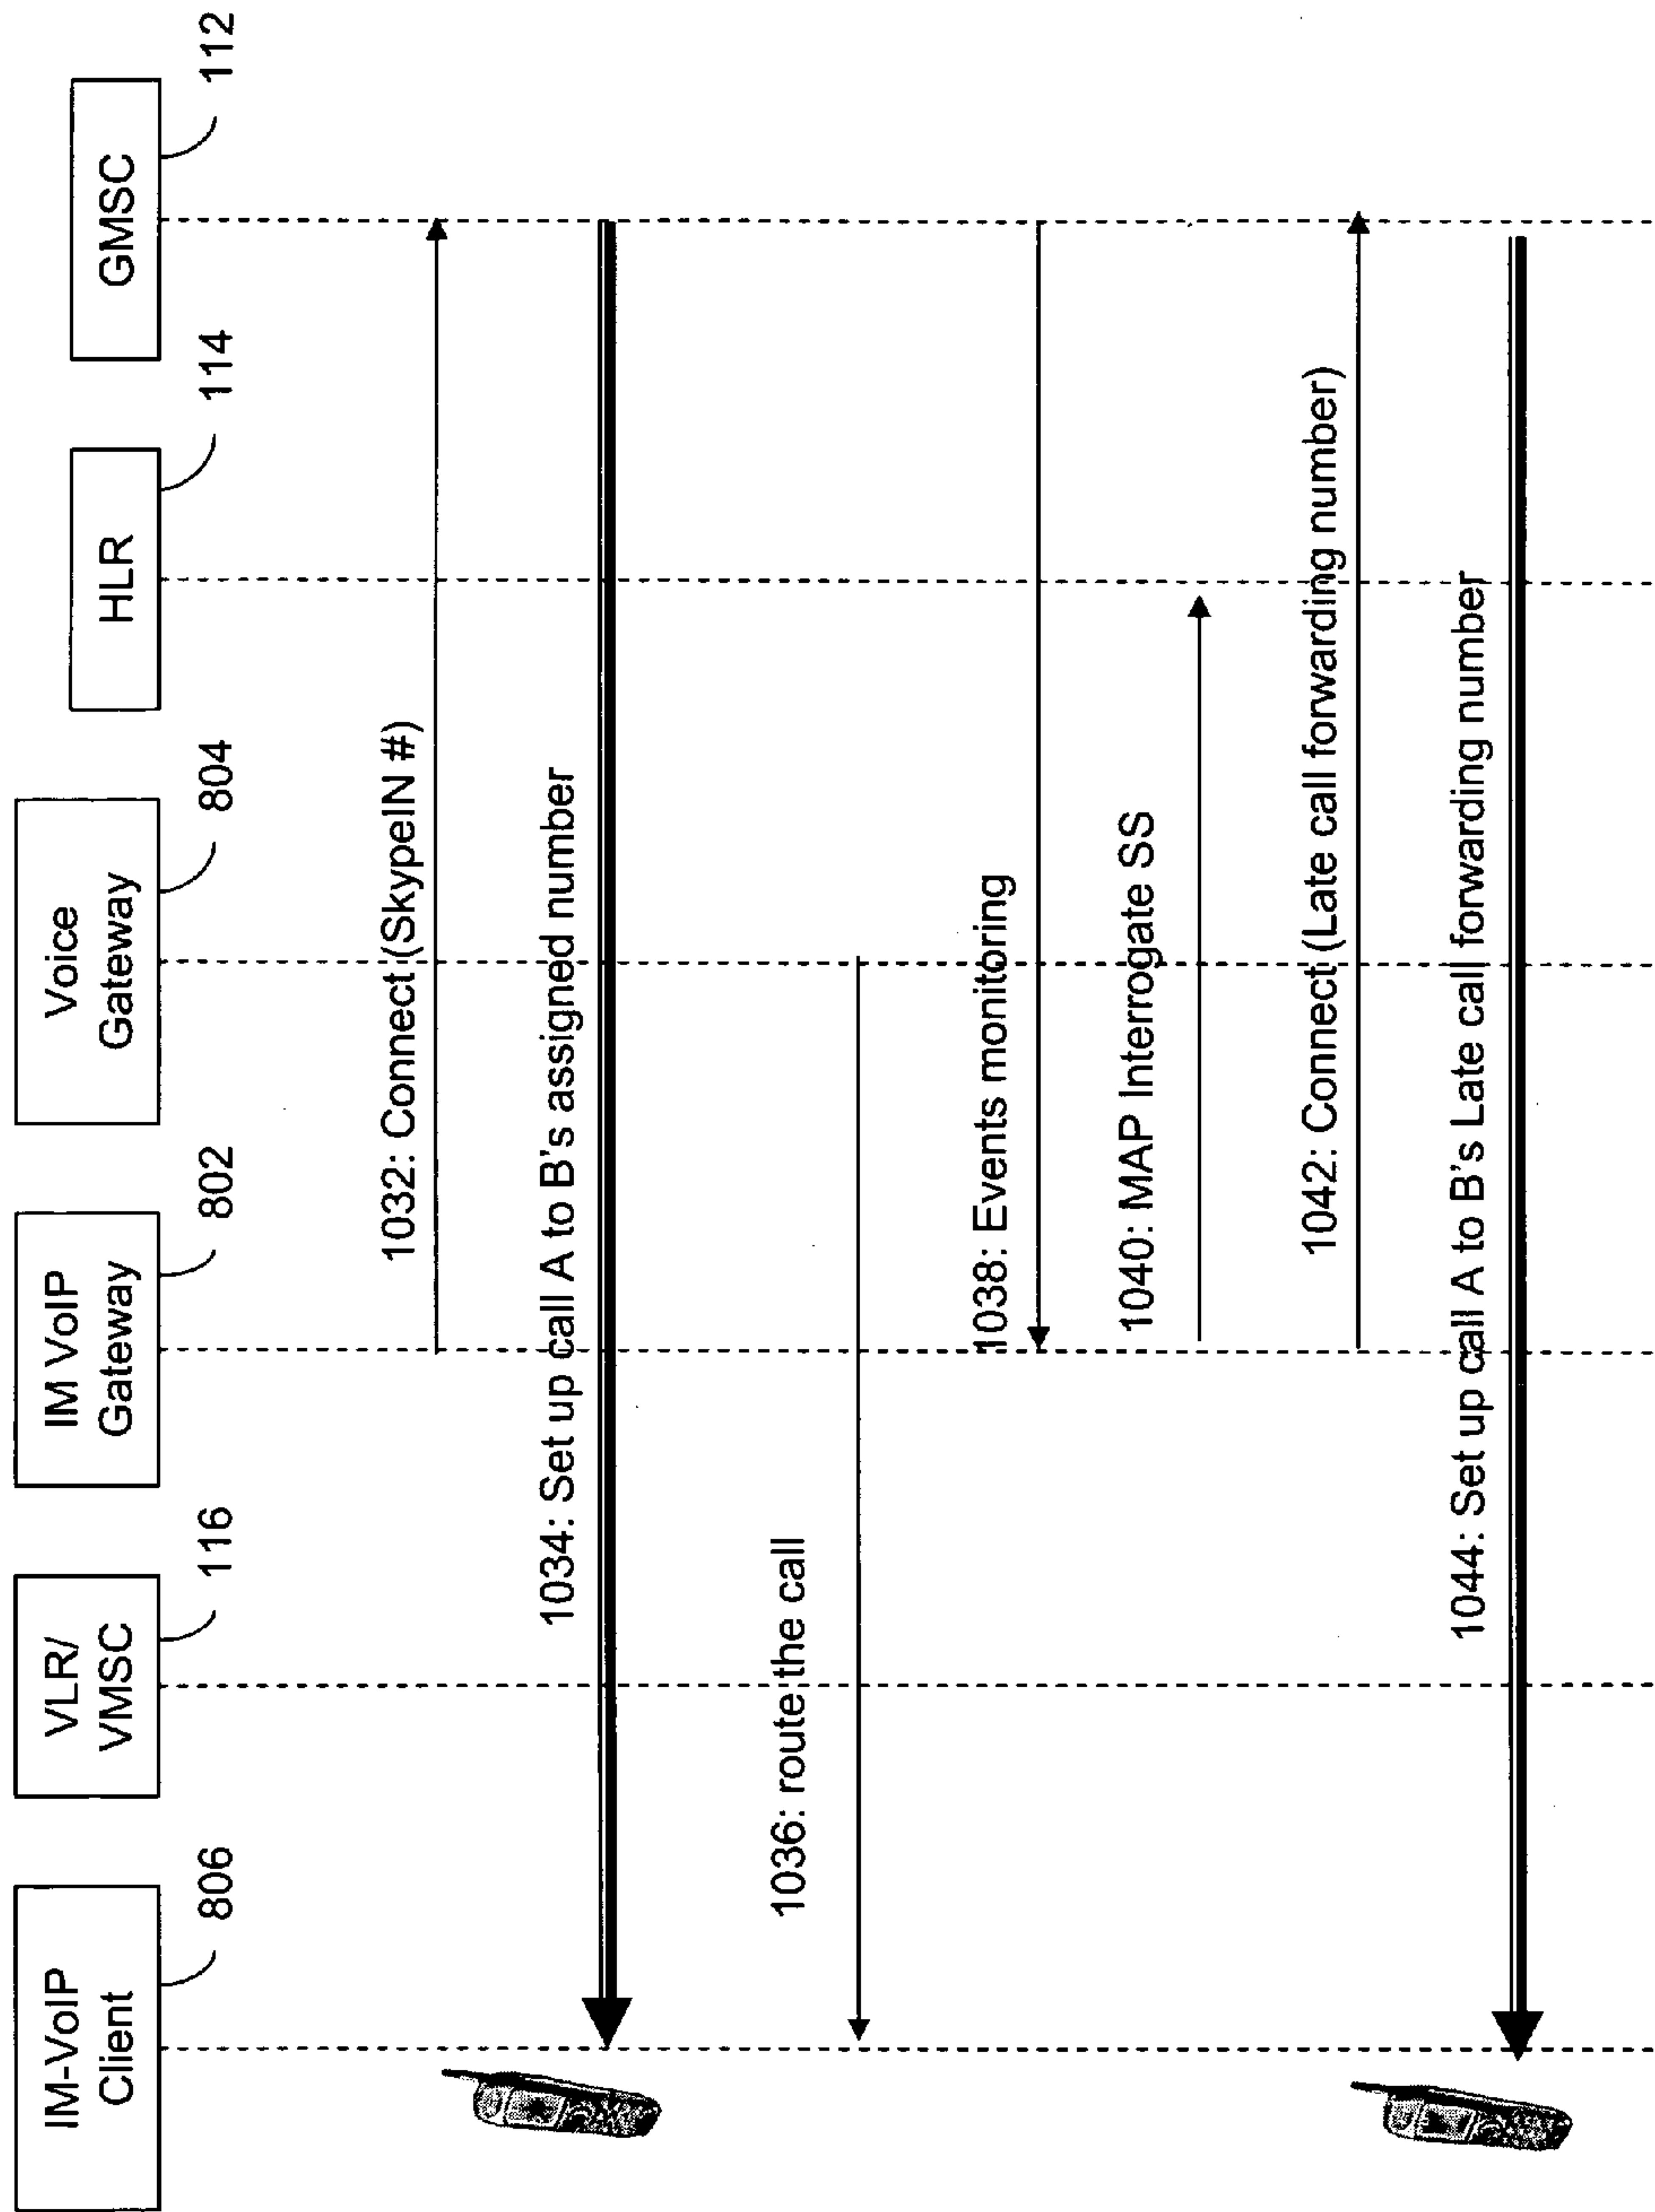 IM-VoIP
Client
806
VLR/
VMSC
116
IM VoIP
Gateway
802
Voice
Gateway
804
HLR
114
GMSC
112
1032: Connect (SkypeIN #)
1034: Set up call A to B's assigned number
1036: route the call
1038: Events monitoring
1040: MAP Interrogate SS
1042: Connect (Late call forwarding number)
1044: Set up call A to B's Late call forwarding number